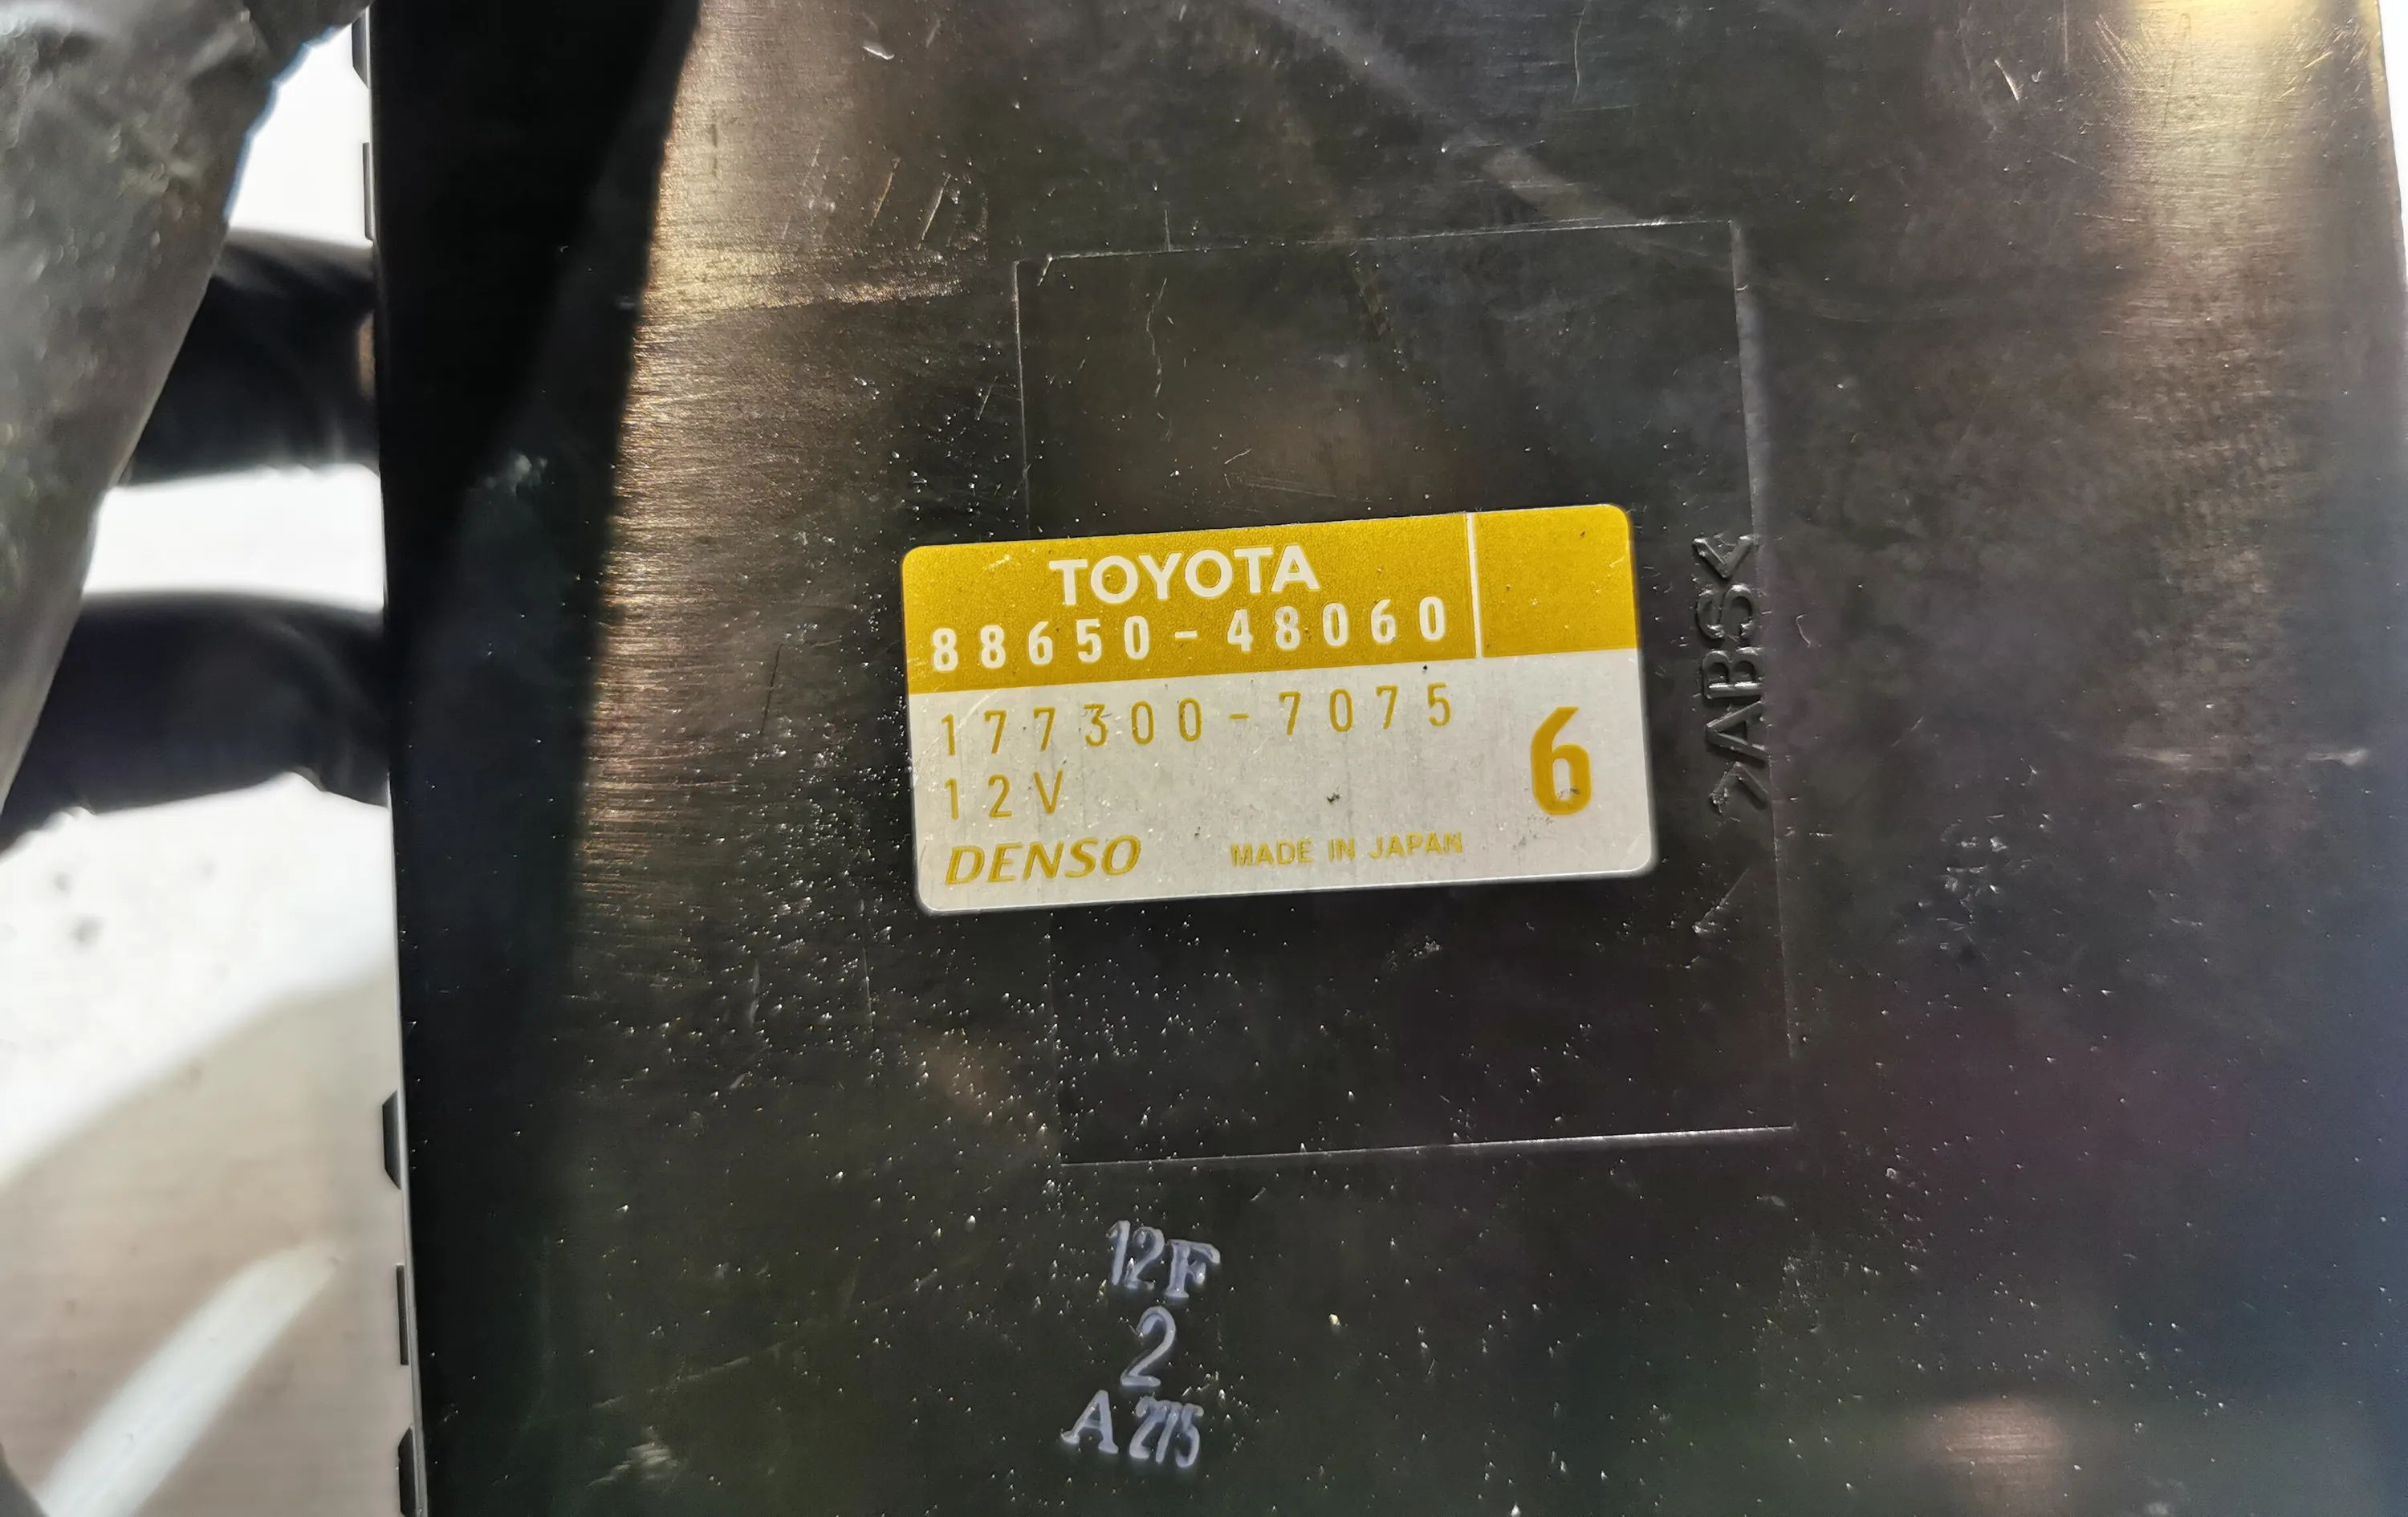 TOYOTA
88650-48060
177300-7075
12V
6
DENSO MADE IN JAPAN
>ABS<
12F
2
A 275